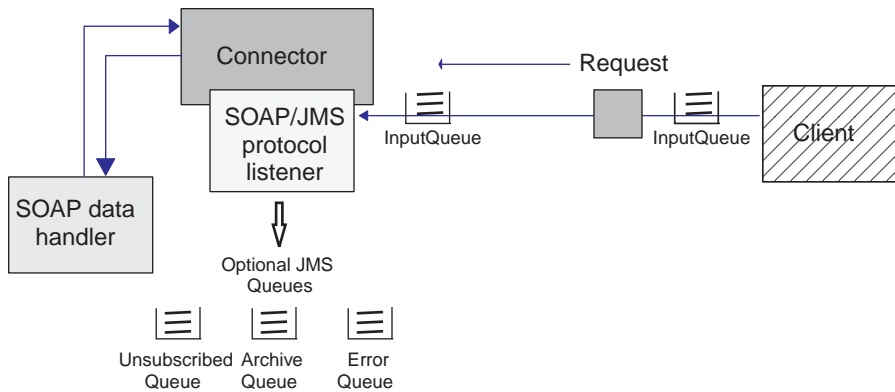 Connector
Request
SOAP/JMS
protocol
listener
InputQueue
InputQueue
Client
SOAP data
handler
Optional JMS
Queues
Unsubscribed
Queue
Archive
Queue
Error
Queue